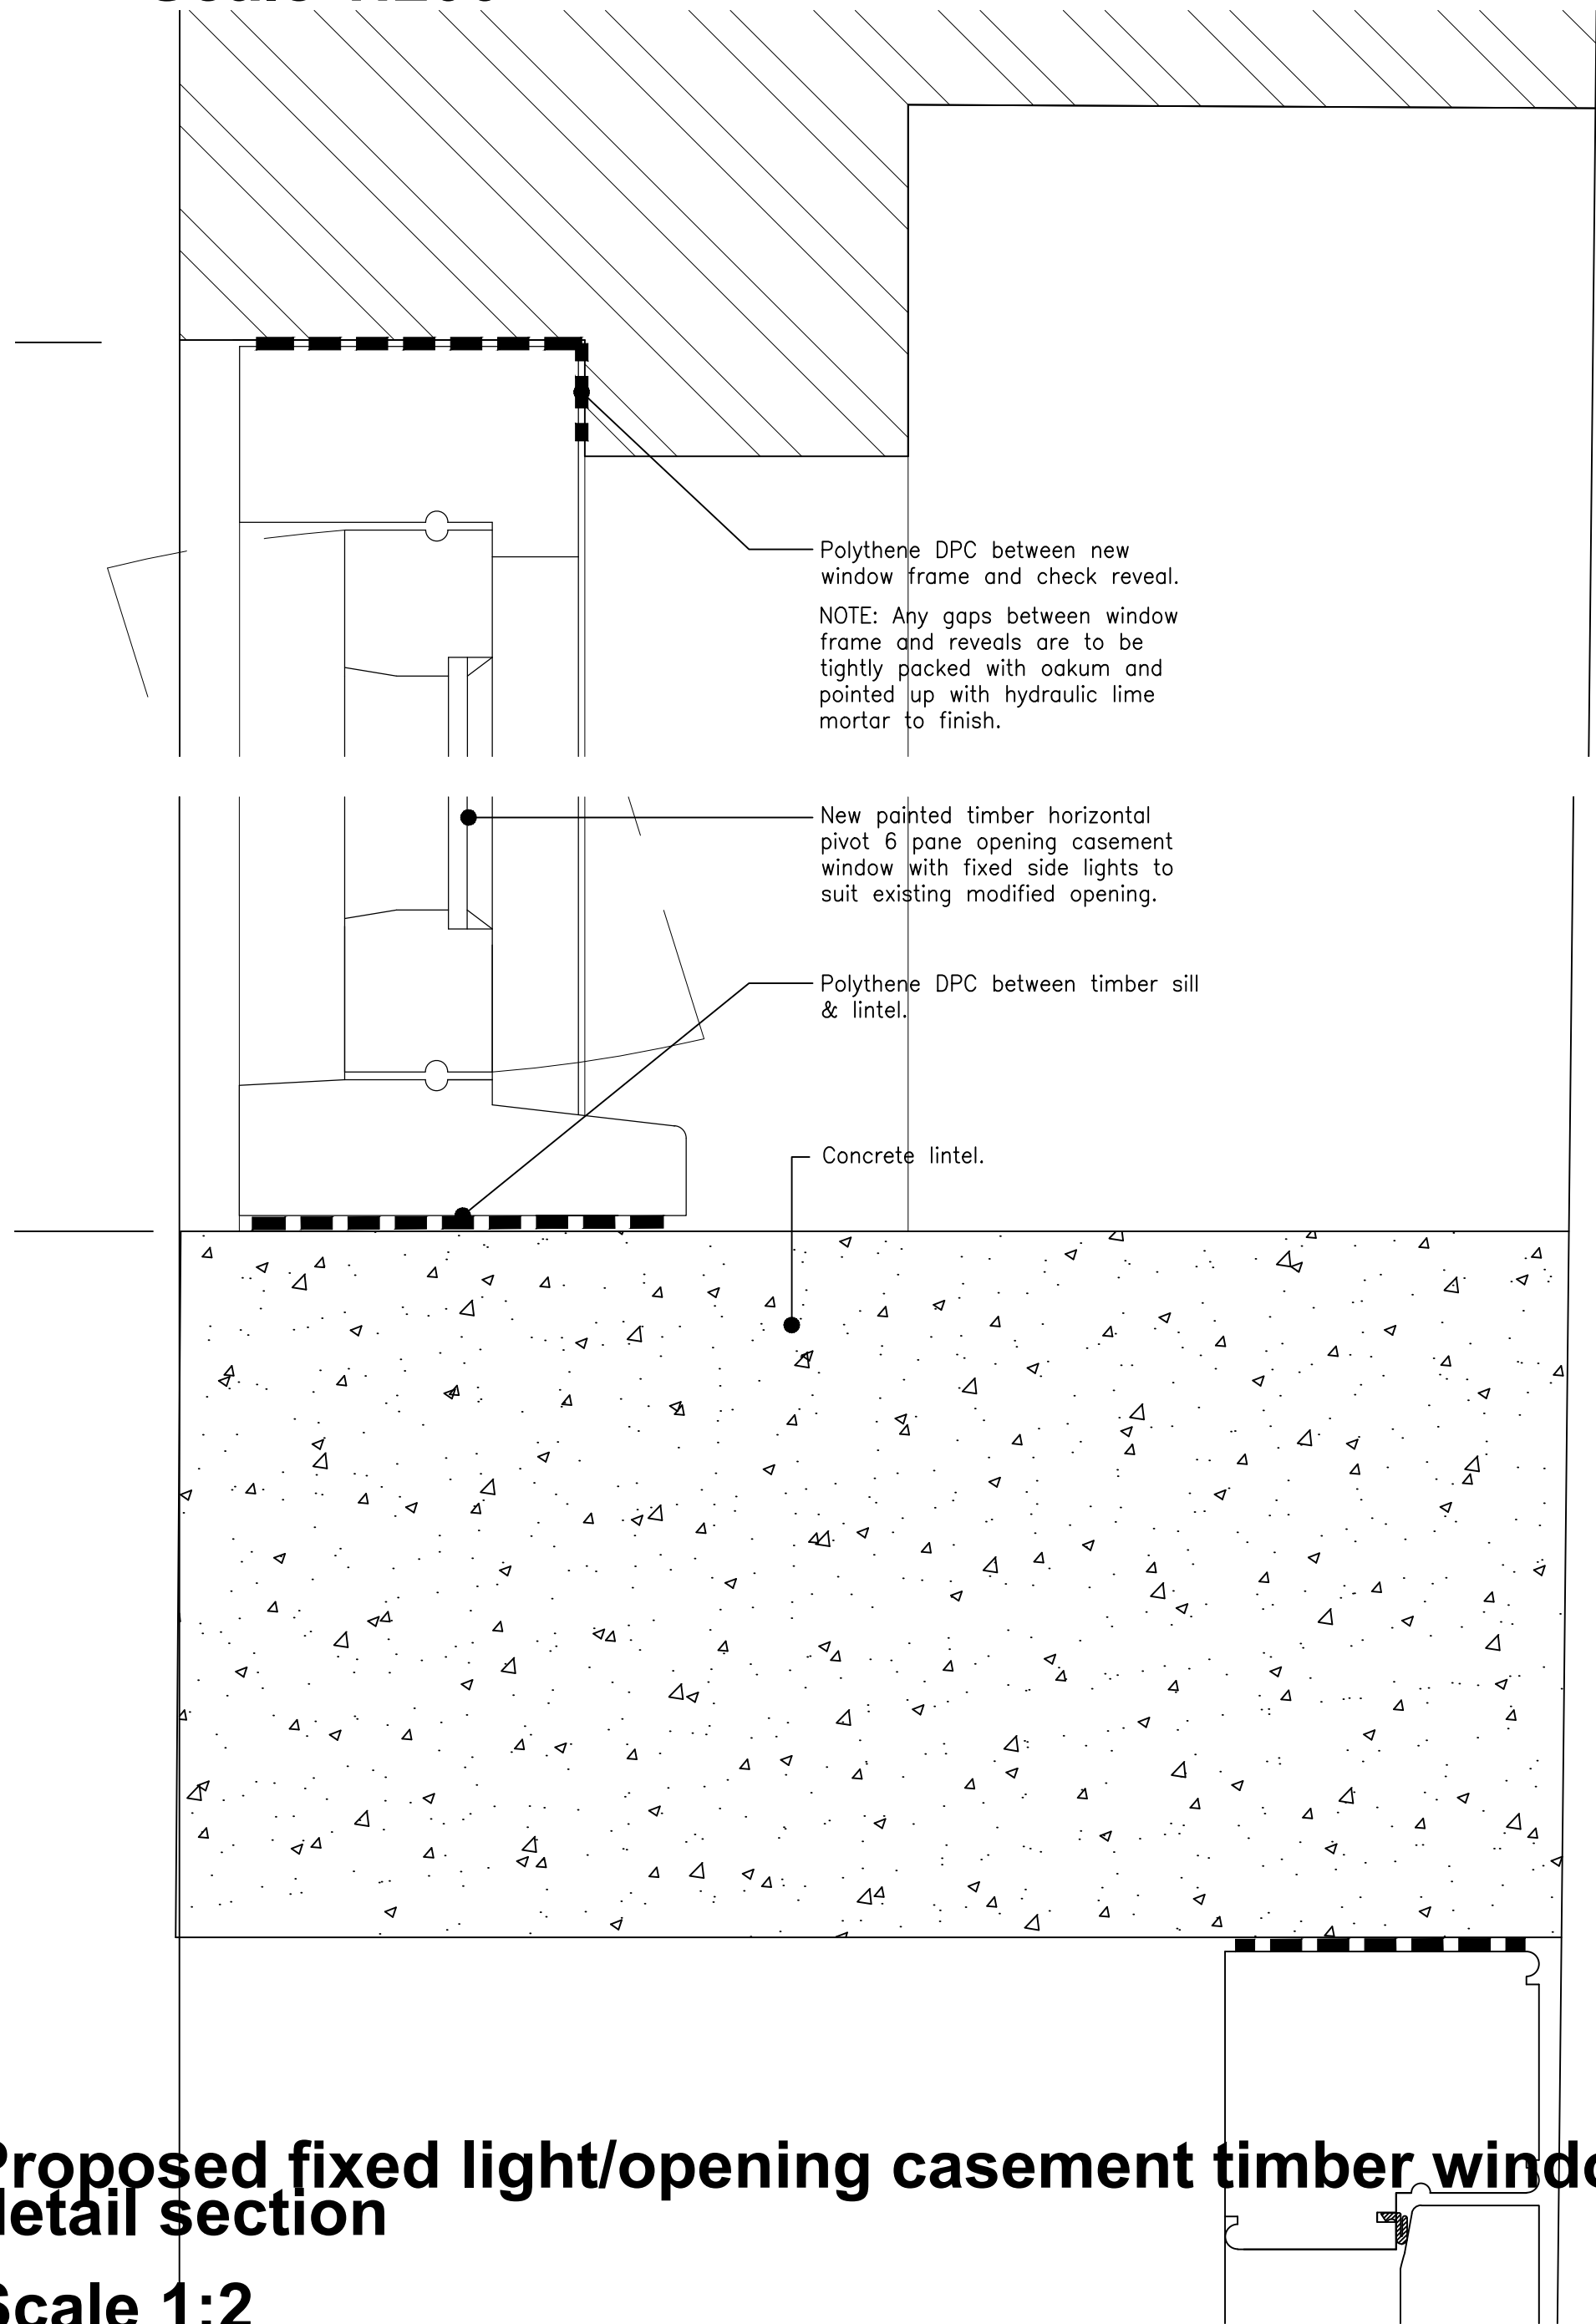 Polythene DPC between new
window frame and check reveal.
NOTE: Any gaps between window
frame and reveals are to be
tightly packed with oakum and
pointed up with hydraulic lime
mortar to finish.
New painted timber horizontal
pivot 6 pane opening casement
window with fixed side lights to
suit existing modified opening.
Polythene DPC between timber sill
& lintel.
Concrete lintel.
Proposed fixed light/opening casement timber windo
detail section
Scale 1:2